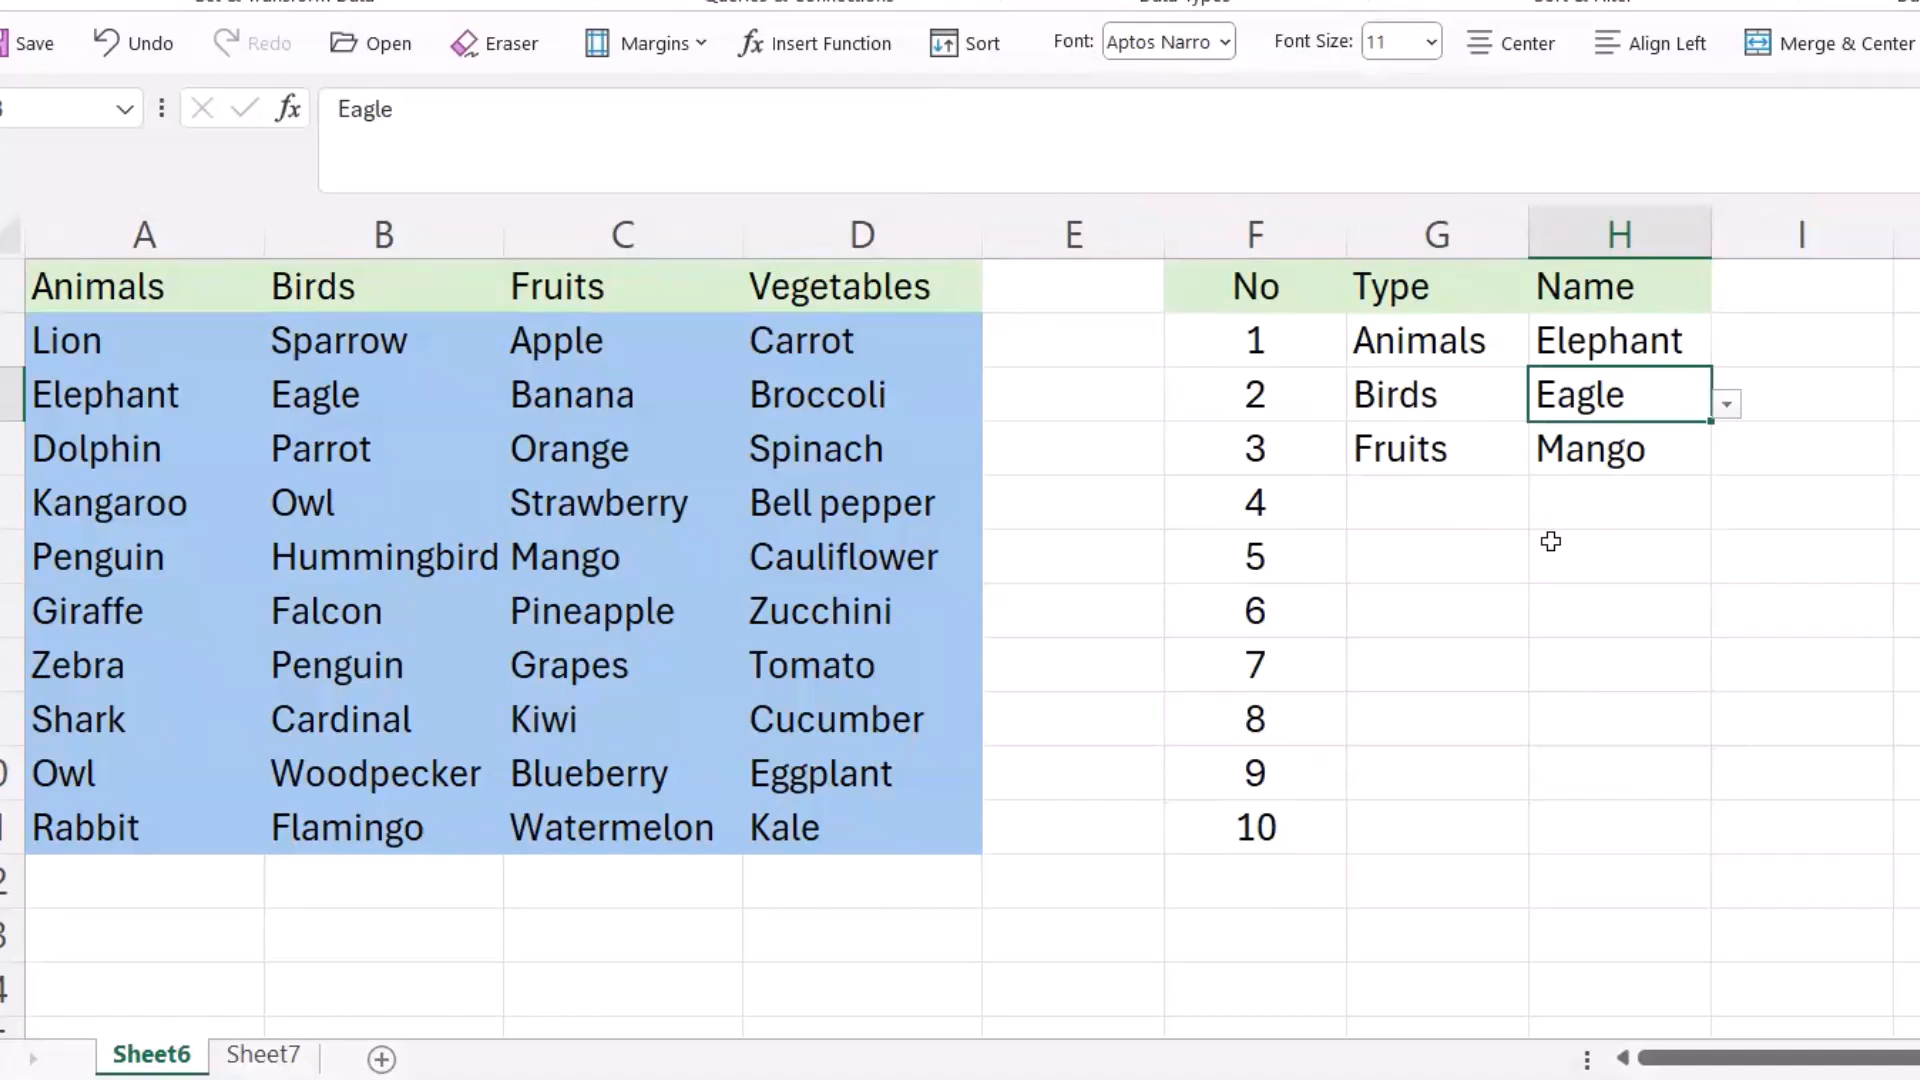 Save Undo Redo Open Eraser Margins fx Insert Function Sort Font: Aptos Narro Font Size: 11 Center Align Left Merge & Center
fx Eagle
A B C D E F G H I
Animals Birds Fruits Vegetables No Type Name
Lion Sparrow Apple Carrot 1 Animals Elephant
Elephant Eagle Banana Broccoli 2 Birds Eagle
Dolphin Parrot Orange Spinach 3 Fruits Mango
Kangaroo Owl Strawberry Bell pepper 4
Penguin Hummingbird Mango Cauliflower 5
Giraffe Falcon Pineapple Zucchini 6
Zebra Penguin Grapes Tomato 7
Shark Cardinal Kiwi Cucumber 8
Owl Woodpecker Blueberry Eggplant 9
Rabbit Flamingo Watermelon Kale 10
Sheet6 Sheet7